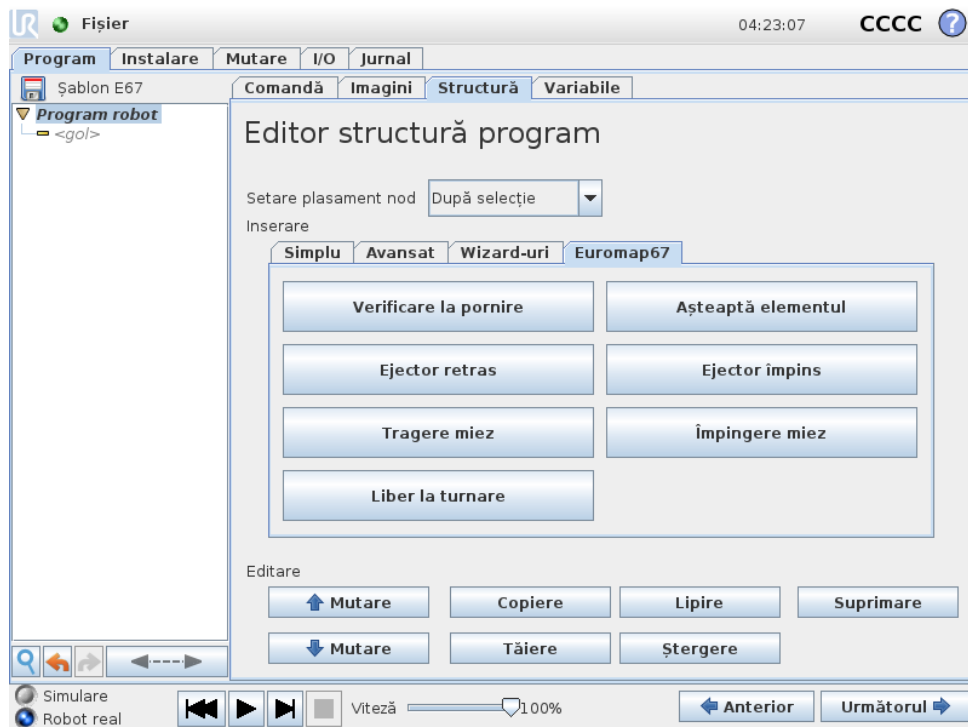 UR Fișier 04:23:07 CCCC ?
Program Instalare Mutare I/O Jurnal
Șablon E67
Comandă Imagini Structură Variabile
Program robot
<gol>
Editor structură program
Setare plasament nod După selecție
Inserare
Simplu Avansat Wizard-uri Euromap67
Verificare la pornire Așteaptă elementul
Ejector retras Ejector împins
Tragere miez Împingere miez
Liber la turnare
Editare
Mutare Copiere Lipire Suprimare
Mutare Tăiere Ștergere
Simulare
Robot real
Viteză 100%
Anterior Următorul